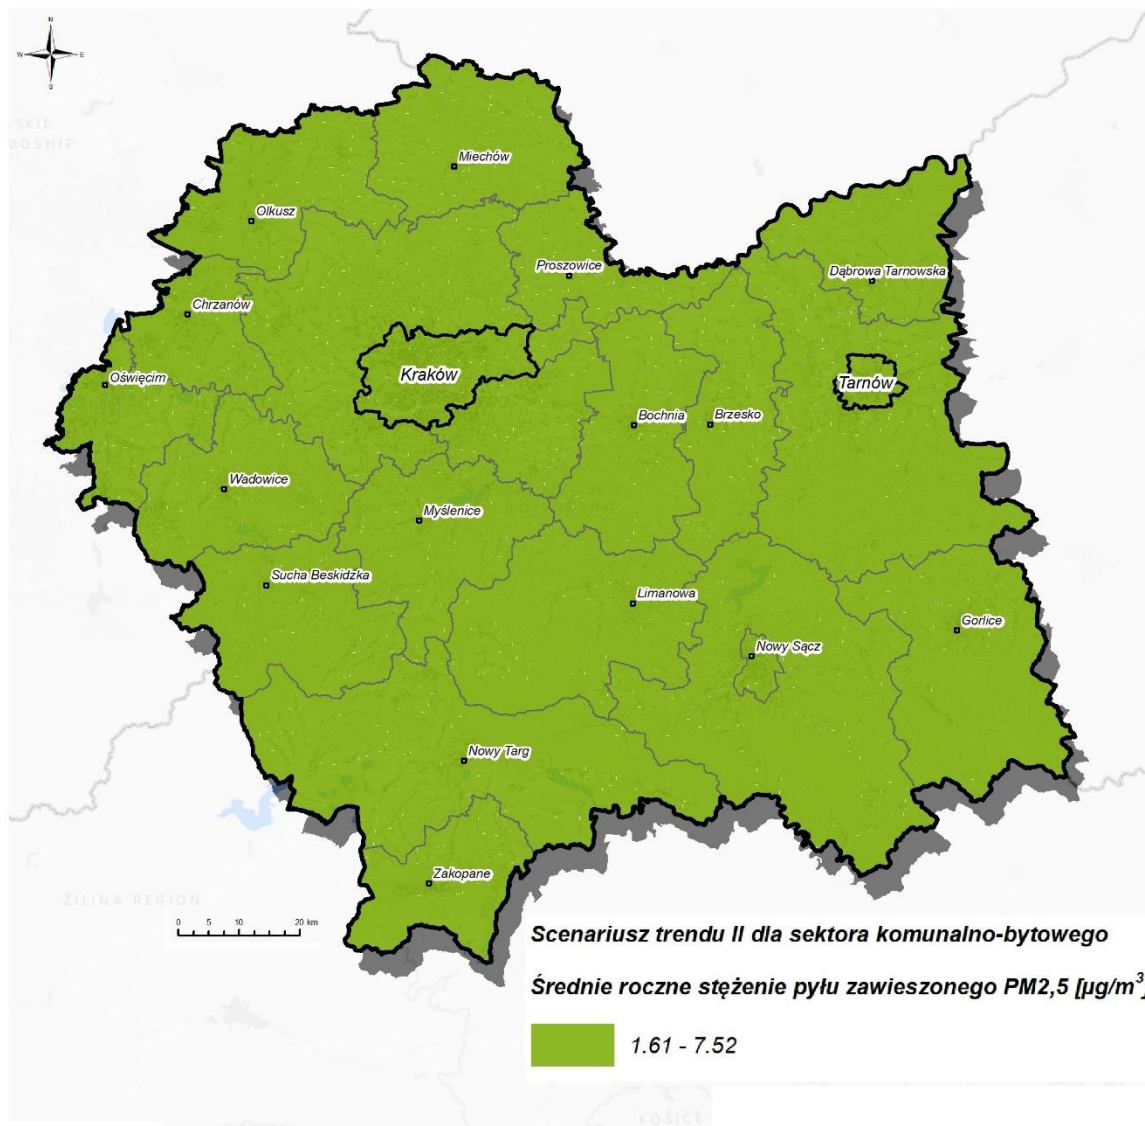 N
W E
S
SKIE
ODSHIP
Miechów
Olkusz
Proszowice
Dąbrowa Tarnowska
Chrzanów
Kraków
Oświęcim
Tarnów
Bochnia
Brzesko
Wadowice
Myślenice
Sucha Beskidzka
Limanowa
Gorlice
Nowy Sącz
Nowy Targ
Zakopane
ŽILINA REGION
0 5 10 20 km
Scenariusz trendu II dla sektora komunalno-bytowego
Średnie roczne stężenie pyłu zawieszonego PM2,5 [µg/m³]
1.61 - 7.52
KOŠICE